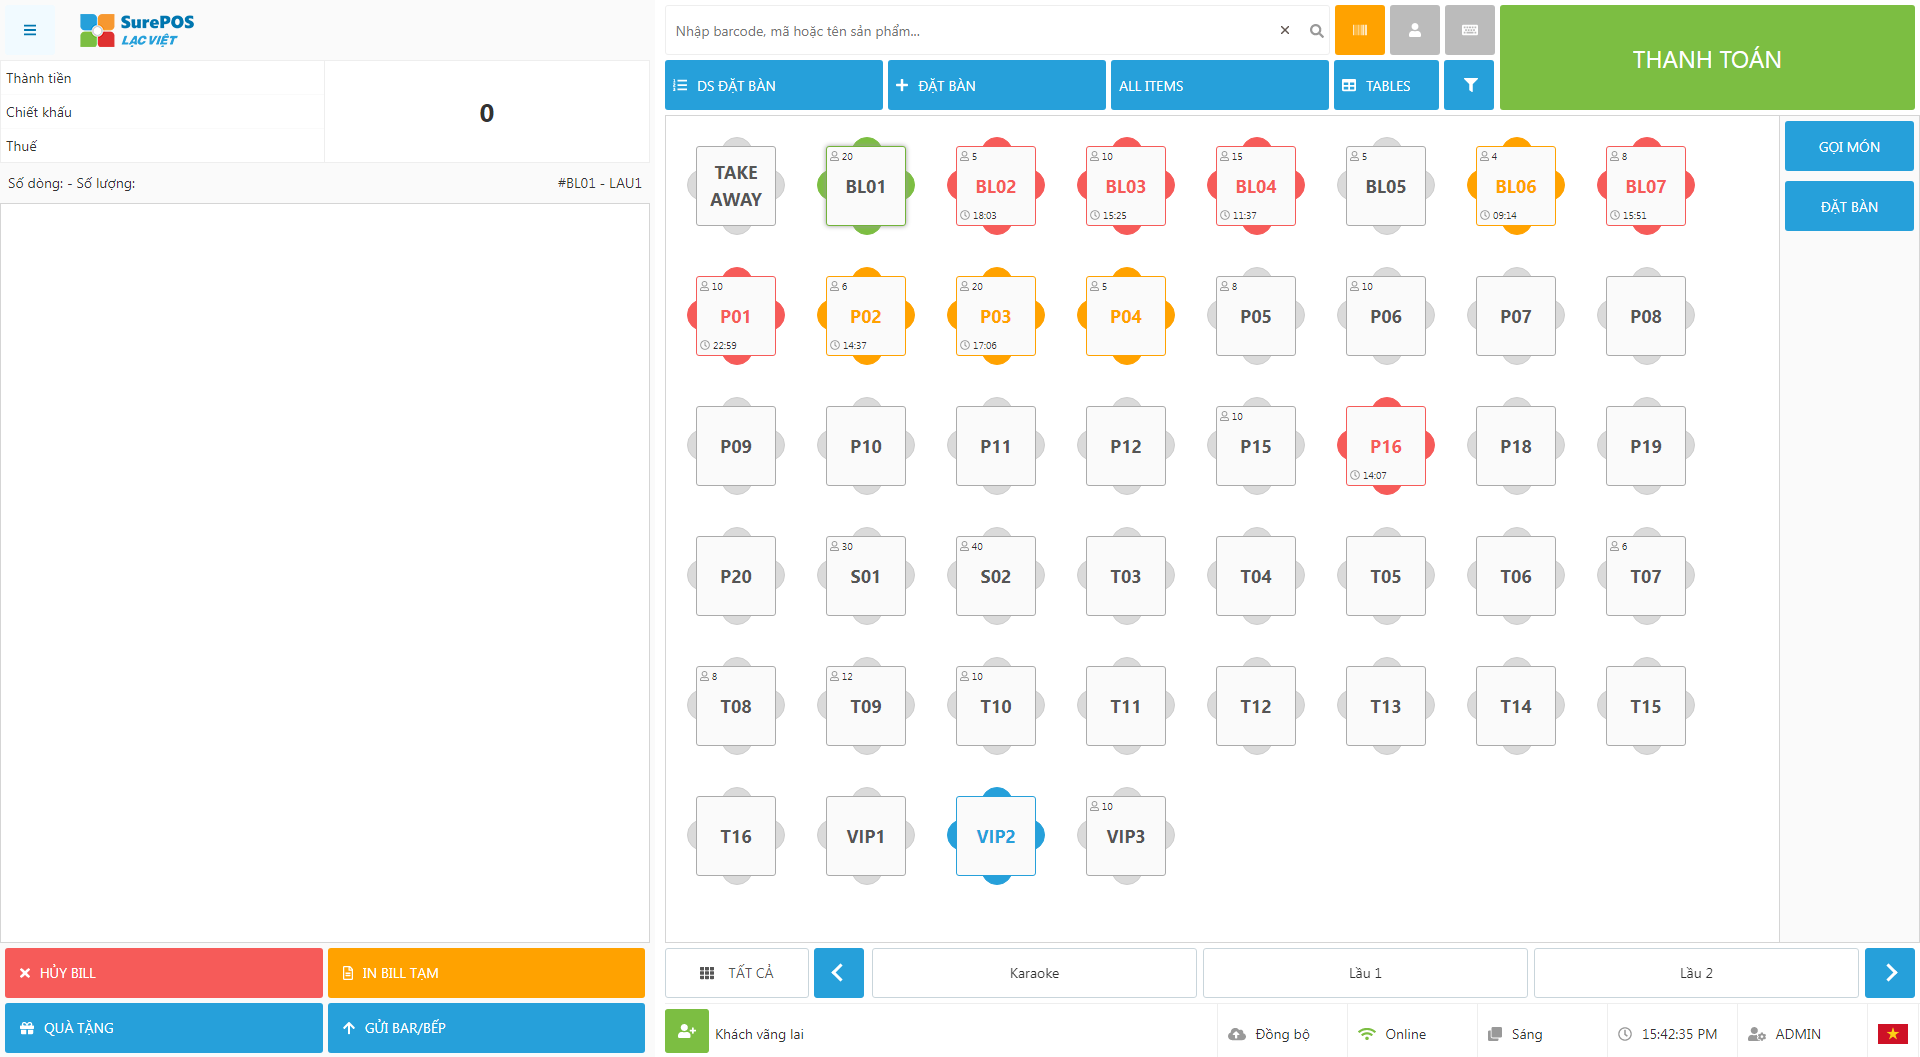 SurePOS
LẠC VIỆT
Thành tiền
Chiết khấu
Thuế
0
Số dòng: - Số lượng:
#BL01 - LAU1
HỦY BILL
IN BILL TẠM
QUÀ TẶNG
GỬI BAR/BẾP
Nhập barcode, mã hoặc tên sản phẩm...
THANH TOÁN
DS ĐẶT BÀN
ĐẶT BÀN
ALL ITEMS
TABLES
TAKE
AWAY
20
BL01
5
BL02
18:03
10
BL03
15:25
15
BL04
11:37
5
BL05
4
BL06
09:14
8
BL07
15:51
10
P01
22:59
6
P02
14:37
20
P03
17:06
5
P04
8
P05
10
P06
P07
P08
P09
P10
P11
P12
10
P15
P16
14:07
P18
P19
P20
30
S01
40
S02
T03
T04
T05
T06
6
T07
8
T08
12
T09
10
T10
T11
T12
T13
T14
T15
T16
VIP1
VIP2
10
VIP3
GỌI MÓN
ĐẶT BÀN
TẤT CẢ
Karaoke
Lầu 1
Lầu 2
Khách vãng lai
Đồng bộ
Online
Sáng
15:42:35 PM
ADMIN